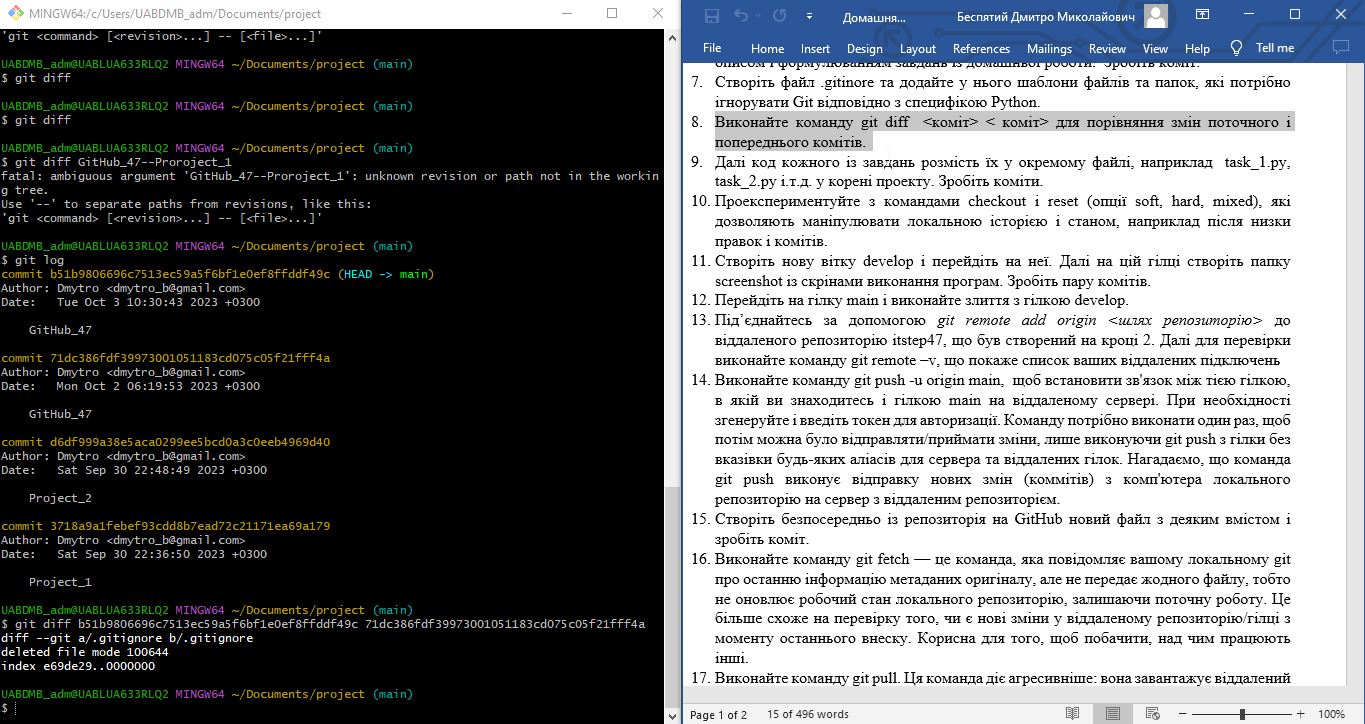 MINGW64:/c/Users/UABDMB_adm/Documents/project
'git <command> [<revision>...] -- [<file>...]'
UABDMB_adm@UABLUA633RLQ2 MINGW64 ~/Documents/project (main)
$ git diff
UABDMB_adm@UABLUA633RLQ2 MINGW64 ~/Documents/project (main)
$ git diff
UABDMB_adm@UABLUA633RLQ2 MINGW64 ~/Documents/project (main)
$ git diff GitHub_47--Prorojeсt_1
fatal: ambiguous argument 'GitHub_47--Proroject_1': unknown revision or path not in the workin
g tree.
Use '--' to separate paths from revisions, like this:
'git <command> [<revision>...] -- [<file>...]'
UABDMB_adm@UABLUA633RLQ2 MINGW64 ~/Documents/project (main)
$ git log
commit b51b9806696c7513ec59a5f6bf1e0ef8ffddf49c (HEAD -> main)
Author: Dmytro <dmytro_b@gmail.com>
Date:   Tue Oct 3 10:30:43 2023 +0300
GitHub_47
commit 71dc386fdf39973001051183cd075c05f21fff4a
Author: Dmytro <dmytro_b@gmail.com>
Date:   Mon Oct 2 06:19:53 2023 +0300
GitHub_47
commit d6df999a38e5aca0299ee5bcd0a3c0eeb4969d40
Author: Dmytro <dmytro_b@gmail.com>
Date:   Sat Sep 30 22:48:49 2023 +0300
Project_2
commit 3718a9a1febef93cdd8b7ead72c21171ea69a179
Author: Dmytro <dmytro_b@gmail.com>
Date:   Sat Sep 30 22:36:50 2023 +0300
Project_1
UABDMB_adm@UABLUA633RLQ2 MINGW64 ~/Documents/project (main)
$ git diff b51b9806696c7513ec59a5f6bf1e0ef8ffddf49c 71dc386fdf39973001051183cd075c05f21fff4a
diff --git a/.gitignore b/.gitignore
deleted file mode 100644
index e69de29..0000000
UABDMB_adm@UABLUA633RLQ2 MINGW64 ~/Documents/project (main)
$
Домашня... Беспятий Дмитро Миколайович
File Home Insert Design Layout References Mailings Review View Help Tell me
описом і формулюванням завдань із домашньої роботи. Зробіть коміт.
7. Створіть файл .gitinore та додайте у нього шаблони файлів та папок, які потрібно
ігнорувати Git відповідно з специфікою Python.
8. Виконайте команду git diff <коміт> < коміт> для порівняння змін поточного і
попереднього комітів.
9. Далі код кожного із завдань розмість їх у окремому файлі, наприклад task_1.py,
task_2.py і.т.д. у корені проекту. Зробіть коміти.
10. Проекспериментуйте з командами checkout і reset (опції soft, hard, mixed), які
дозволяють маніпулювати локальною історією і станом, наприклад після низки
правок і комітів.
11. Створіть нову вітку develop і перейдіть на неї. Далі на цій гілці створіть папку
screenshot із скрінами виконання програм. Зробіть пару комітів.
12. Перейдіть на гілку main і виконайте злиття з гілкою develop.
13. Під’єднайтесь за допомогою git remote add origin <шлях репозиторію> до
віддаленого репозиторію itstep47, що був створений на кроці 2. Далі для перевірки
виконайте команду git remote –v, що покаже список ваших віддалених підключень
14. Виконайте команду git push -u origin main, щоб встановити зв'язок між тією гілкою,
в якій ви знаходитесь і гілкою main на віддаленому сервері. При необхідності
згенеруйте і введіть токен для авторизації. Команду потрібно виконати один раз, щоб
потім можна було відправляти/приймати зміни, лише виконуючи git push з гілки без
вказівки будь-яких аліасів для сервера та віддалених гілок. Нагадаємо, що команда
git push виконує відправку нових змін (коммітів) з комп'ютера локального
репозиторію на сервер з віддаленим репозиторієм.
15. Створіть безпосередньо із репозиторія на GitHub новий файл з деяким вмістом і
зробіть коміт.
16. Виконайте команду git fetch — це команда, яка повідомляє вашому локальному git
про останню інформацію метаданих оригіналу, але не передає жодного файлу, тобто
не оновлює робочий стан локального репозиторію, залишаючи поточну роботу. Це
більше схоже на перевірку того, чи є нові зміни у віддаленому репозиторію/гілці з
моменту останнього внеску. Корисна для того, щоб побачити, над чим працюють
інші.
17. Виконайте команду git pull. Ця команда діє агресивніше: вона завантажує віддалений
Page 1 of 2 15 of 496 words 100%